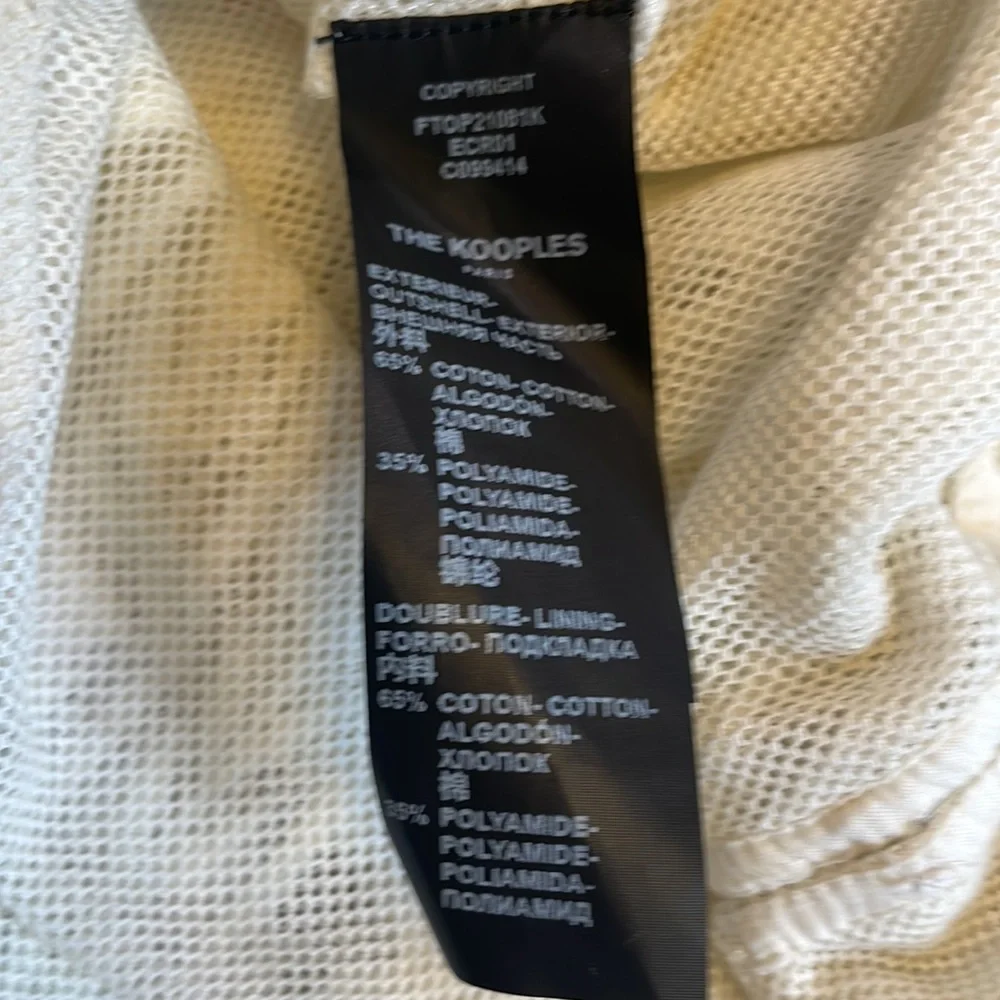 COPYRIGHT
FTOP21081K
ECR01
C099414
THE KOOPLES
PARIS
EXTERIEUR-
OUTSHELL- EXTERIOR-
ВНЕШНЯЯ ЧАСТЬ
外料
65% COTON- COTTON-
ALGODÓN-
ХЛОПОК
棉
35% POLYAMIDE-
POLYAMIDE-
POLIAMIDA-
ПОЛИАМИД
锦纶
DOUBLURE- LINING-
FORRO- ПОДКЛАДКА
内料
65% COTON- COTTON-
ALGODÓN-
ХЛОПОК
棉
35% POLYAMIDE-
POLYAMIDE-
POLIAMIDA-
ПОЛИАМИД